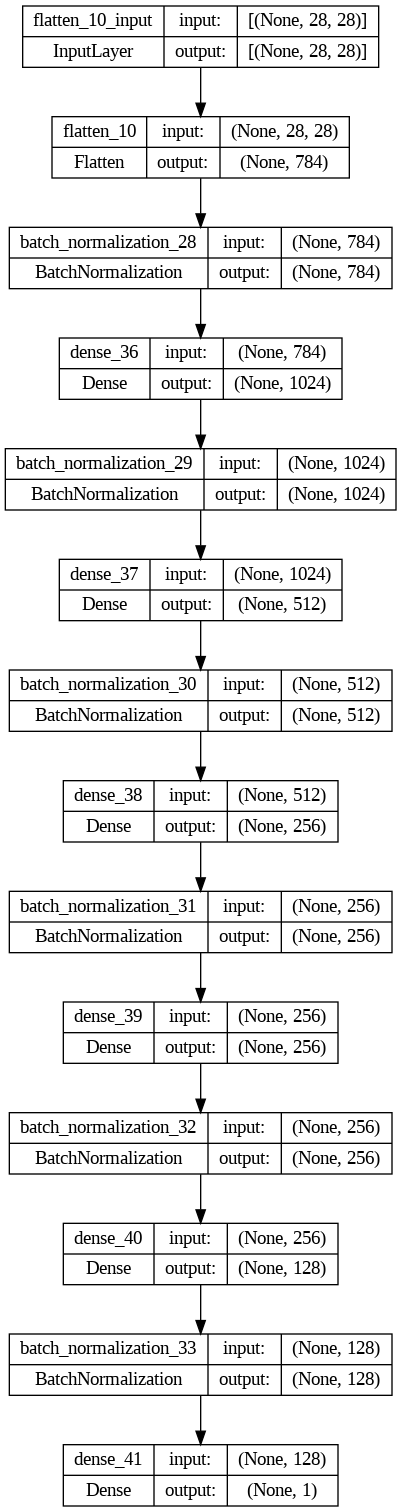 flatten_10_input input: [(None, 28, 28)]
InputLayer output: [(None, 28, 28)]
flatten_10 input: (None, 28, 28)
Flatten output: (None, 784)
batch_normalization_28 input: (None, 784)
BatchNormalization output: (None, 784)
dense_36 input: (None, 784)
Dense output: (None, 1024)
batch_normalization_29 input: (None, 1024)
BatchNormalization output: (None, 1024)
dense_37 input: (None, 1024)
Dense output: (None, 512)
batch_normalization_30 input: (None, 512)
BatchNormalization output: (None, 512)
dense_38 input: (None, 512)
Dense output: (None, 256)
batch_normalization_31 input: (None, 256)
BatchNormalization output: (None, 256)
dense_39 input: (None, 256)
Dense output: (None, 256)
batch_normalization_32 input: (None, 256)
BatchNormalization output: (None, 256)
dense_40 input: (None, 256)
Dense output: (None, 128)
batch_normalization_33 input: (None, 128)
BatchNormalization output: (None, 128)
dense_41 input: (None, 128)
Dense output: (None, 1)